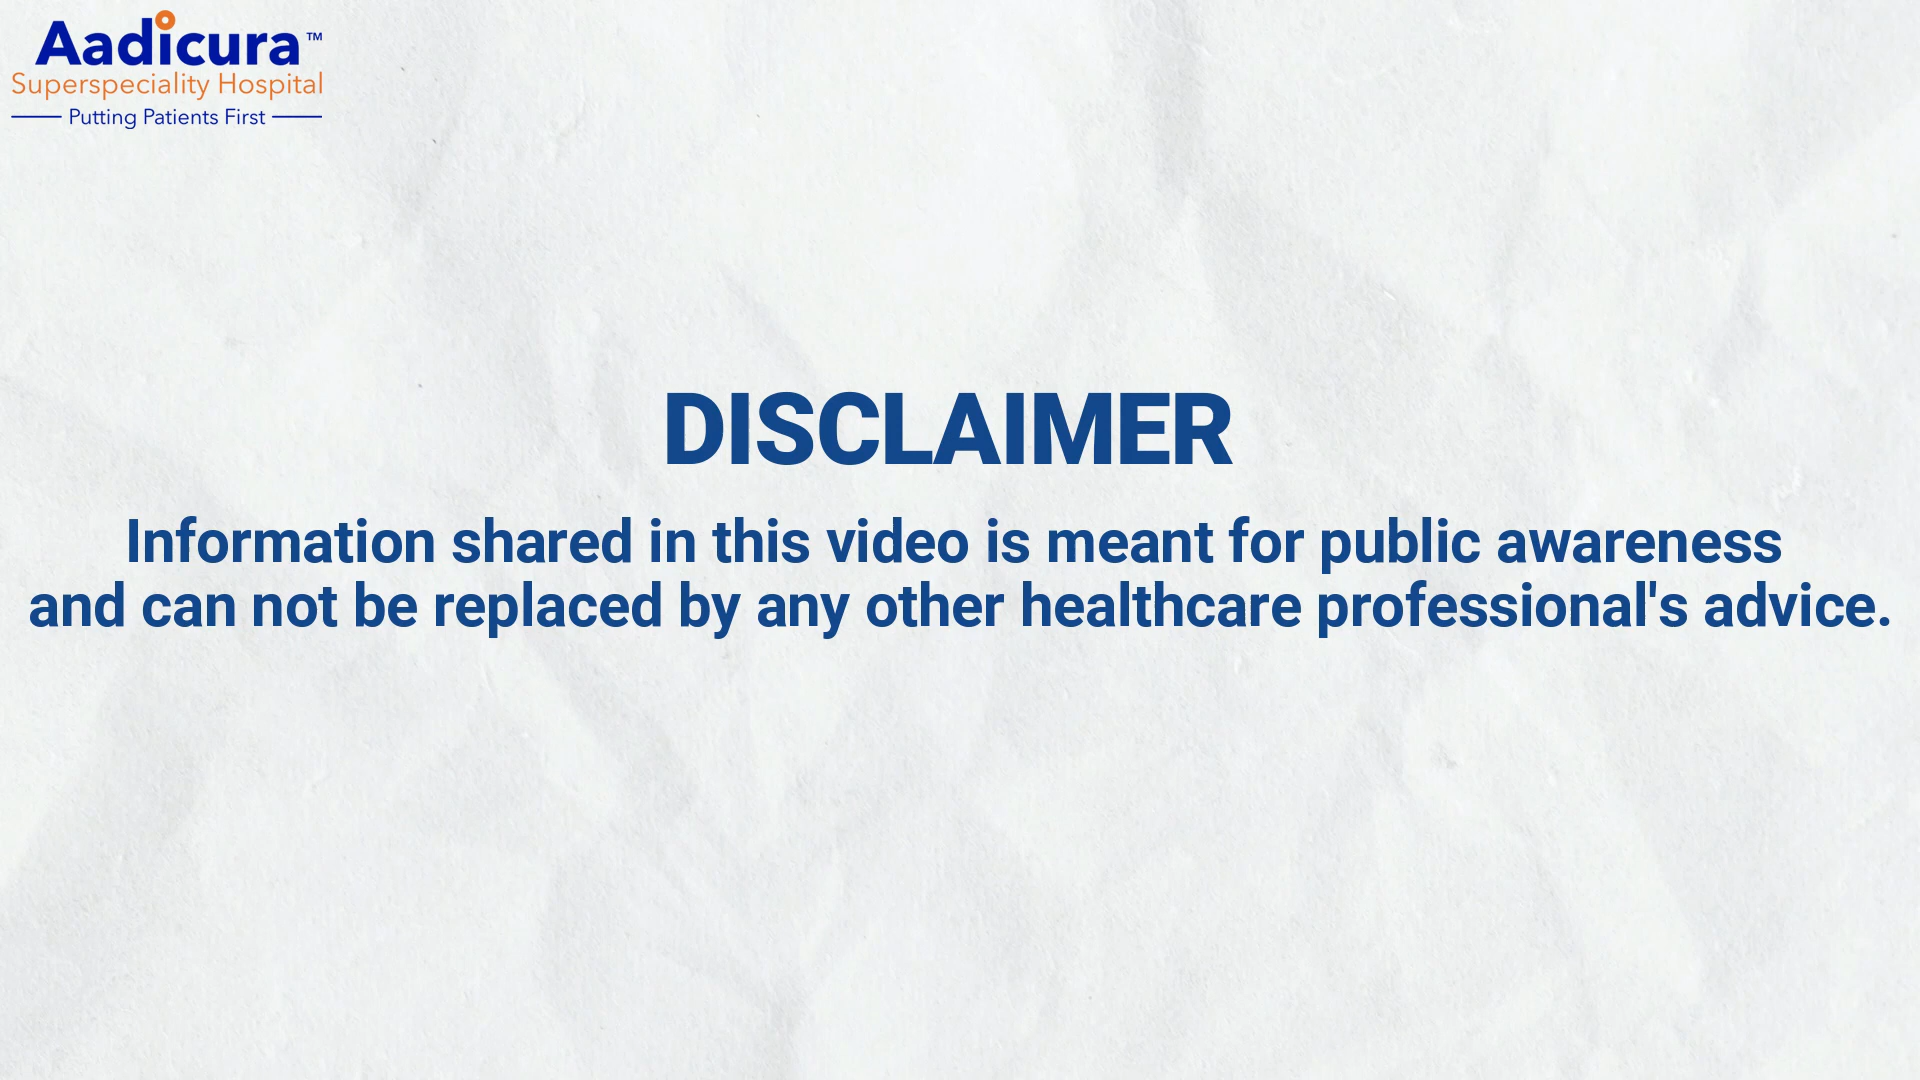 Aadicura™
Superspeciality Hospital
Putting Patients First
DISCLAIMER
Information shared in this video is meant for public awareness
and can not be replaced by any other healthcare professional's advice.